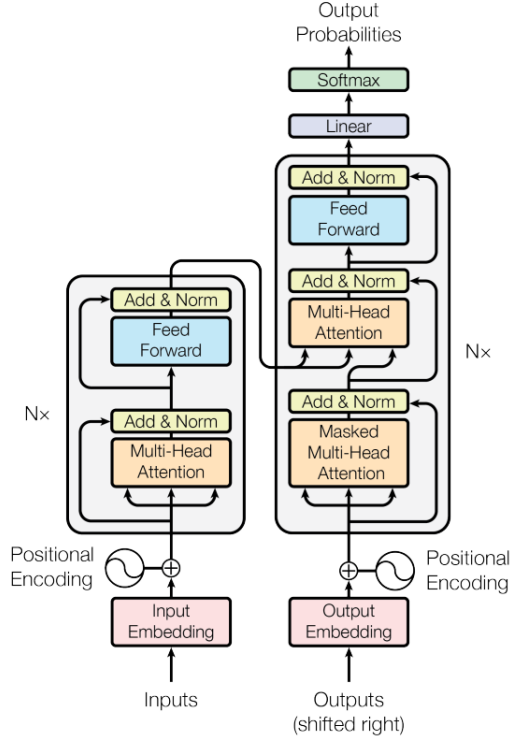 Output
Probabilities
Softmax
Linear
Add & Norm
Feed
Forward
Add & Norm
Multi-Head
Attention
N×
Add & Norm
Masked
Multi-Head
Attention
Add & Norm
Feed
Forward
N×
Add & Norm
Multi-Head
Attention
Positional
Encoding
Positional
Encoding
Input
Embedding
Output
Embedding
Inputs
Outputs
(shifted right)